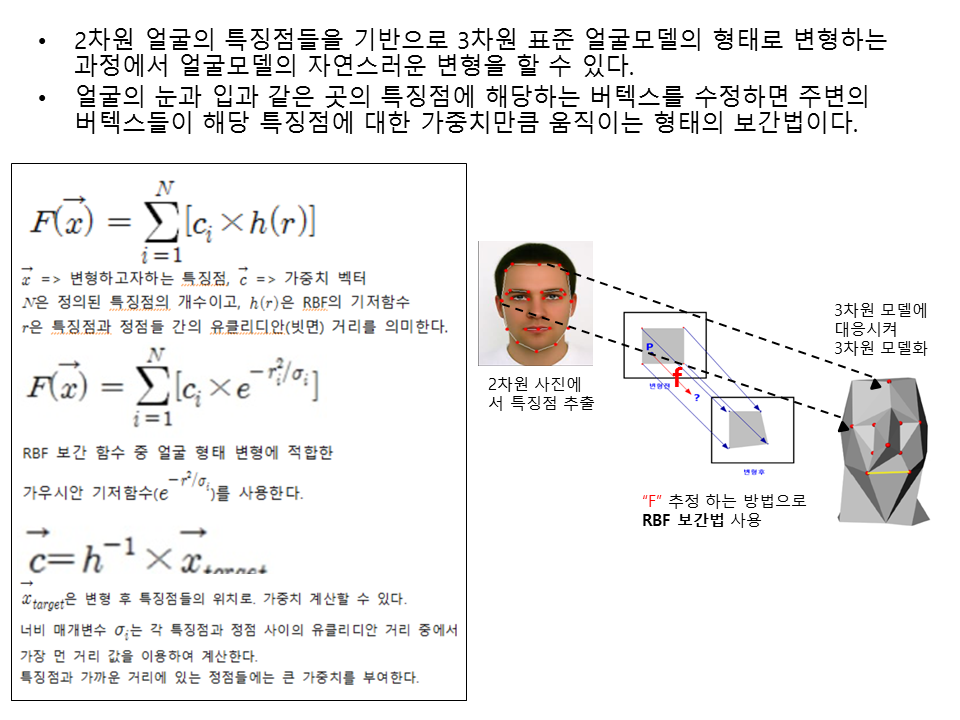 • 2차원 얼굴의 특징점들을 기반으로 3차원 표준 얼굴모델의 형태로 변형하는
과정에서 얼굴모델의 자연스러운 변형을 할 수 있다.
• 얼굴의 눈과 입과 같은 곳의 특징점에 해당하는 버텍스를 수정하면 주변의
버텍스들이 해당 특징점에 대한 가중치만큼 움직이는 형태의 보간법이다.
F(x⃗) = ∑_{i=1}^{N} [c_i × h(r)]
x⃗ => 변형하고자하는 특징점, c⃗ => 가중치 벡터
N은 정의된 특징점의 개수이고, h(r)은 RBF의 기저함수
r은 특징점과 정점들 간의 유클리디안(빗면) 거리를 의미한다.
F(x⃗) = ∑_{i=1}^{N} [c_i × e^{-r_i^2/σ_i}]
RBF 보간 함수 중 얼굴 형태 변형에 적합한
가우시안 기저함수(e^{-r^2/σ_i})를 사용한다.
c⃗ = h^{-1} × x⃗_{target}
x⃗_{target}은 변형 후 특징점들의 위치로. 가중치 계산할 수 있다.
너비 매개변수 σ_i는 각 특징점과 정점 사이의 유클리디안 거리 중에서
가장 먼 거리 값을 이용하여 계산한다.
특징점과 가까운 거리에 있는 정점들에는 큰 가중치를 부여한다.
2차원 사진에
서 특징점 추출
P
변형전
f
?
변형후
"F" 추정 하는 방법으로
RBF 보간법 사용
3차원 모델에
대응시켜
3차원 모델화